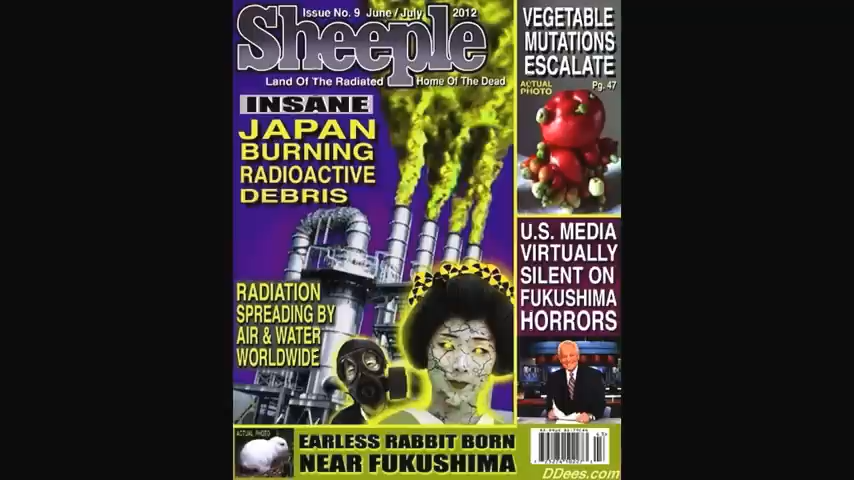 Issue No. 9 June / July 2012
Sheeple
Land Of The Radiated Home Of The Dead
INSANE
JAPAN
BURNING
RADIOACTIVE
DEBRIS
RADIATION
SPREADING BY
AIR & WATER
WORLDWIDE
VEGETABLE
MUTATIONS
ESCALATE
ACTUAL
PHOTO
Pg. 47
U.S. MEDIA
VIRTUALLY
SILENT ON
FUKUSHIMA
HORRORS
ACTUAL PHOTO
EARLESS RABBIT BORN
NEAR FUKUSHIMA
DDees.com